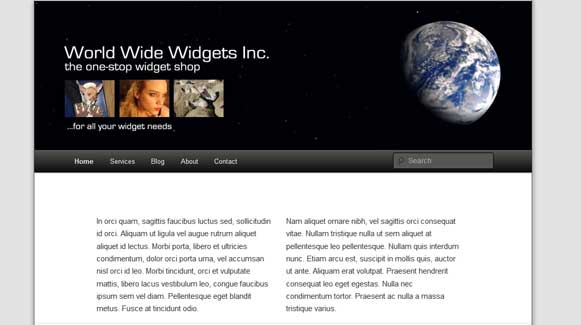 World Wide Widgets Inc.
the one-stop widget shop
...for all your widget needs
Home Services Blog About Contact
Search
In orci quam, sagittis faucibus luctus sed, sollicitudin
id orci. Aliquam ut ligula vel augue rutrum aliquet
aliquet id lectus. Morbi porta, libero et ultricies
condimentum, dolor orci porta urna, vel accumsan
nisl orci id leo. Morbi tincidunt, orci et vulputate
mattis, libero lacus vestibulum leo, congue faucibus
ipsum sem vel diam. Pellentesque eget blandit
metus. Fusce at tincidunt odio.
Nam aliquet ornare nibh, vel sagittis orci consequat
vitae. Nullam tristique nulla ut sem aliquet at
pellentesque leo pellentesque. Nullam quis interdum
nunc. Etiam arcu est, suscipit in mollis quis, auctor
ut ante. Aliquam erat volutpat. Praesent hendrerit
consequat leo eget egestas. Nulla nec
condimentum tortor. Praesent ac nulla a massa
tristique varius.